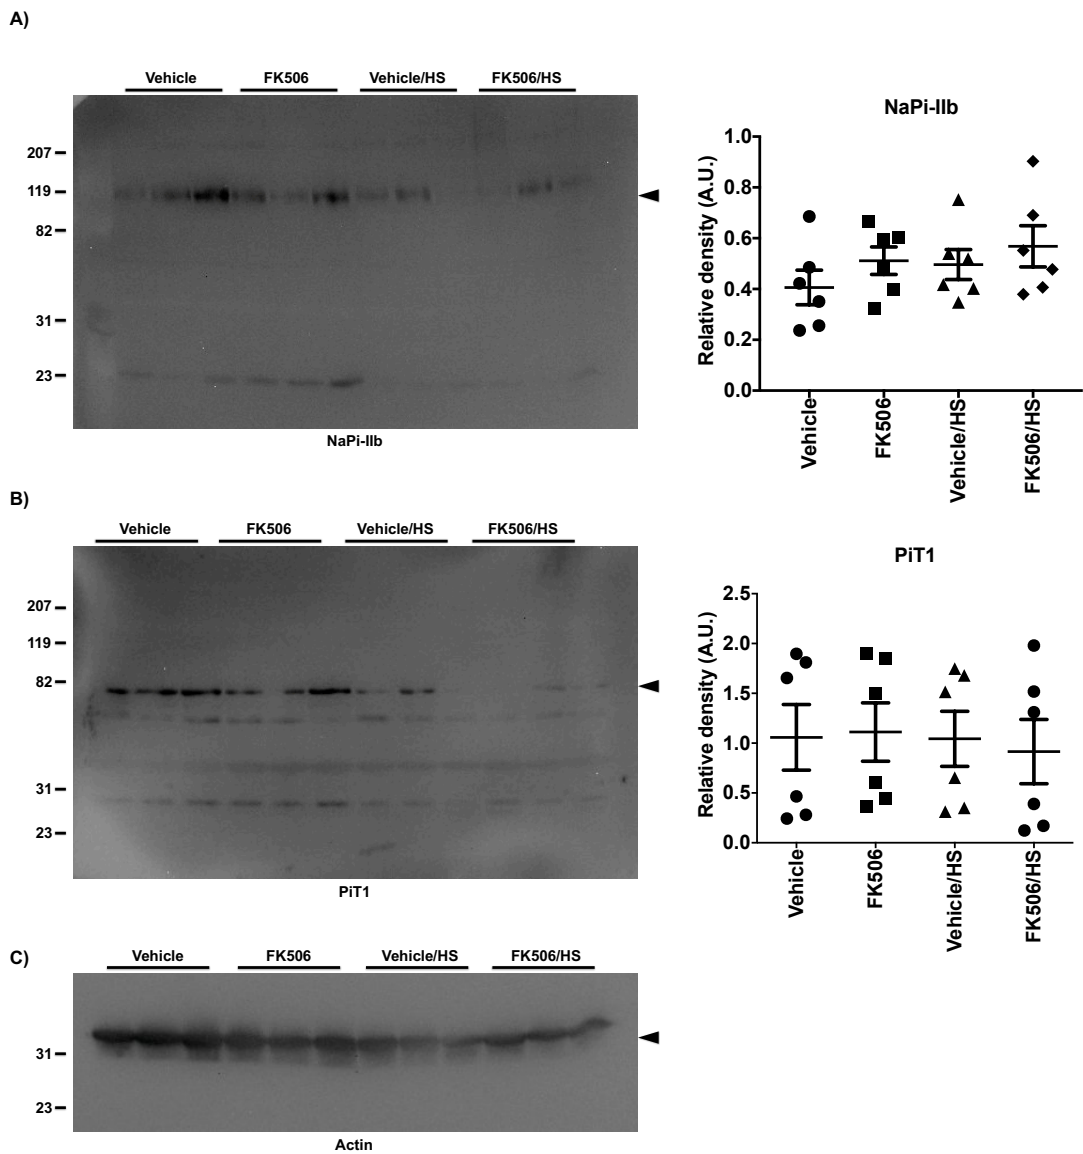 A)
Vehicle FK506 Vehicle/HS FK506/HS
207
119
82
31
23
NaPi-IIb
NaPi-IIb
Relative density (A.U.)
1.0
0.8
0.6
0.4
0.2
0.0
Vehicle
FK506
Vehicle/HS
FK506/HS
B)
Vehicle FK506 Vehicle/HS FK506/HS
207
119
82
31
23
PiT1
PiT1
Relative density (A.U.)
2.5
2.0
1.5
1.0
0.5
0.0
Vehicle
FK506
Vehicle/HS
FK506/HS
C)
Vehicle FK506 Vehicle/HS FK506/HS
31
23
Actin